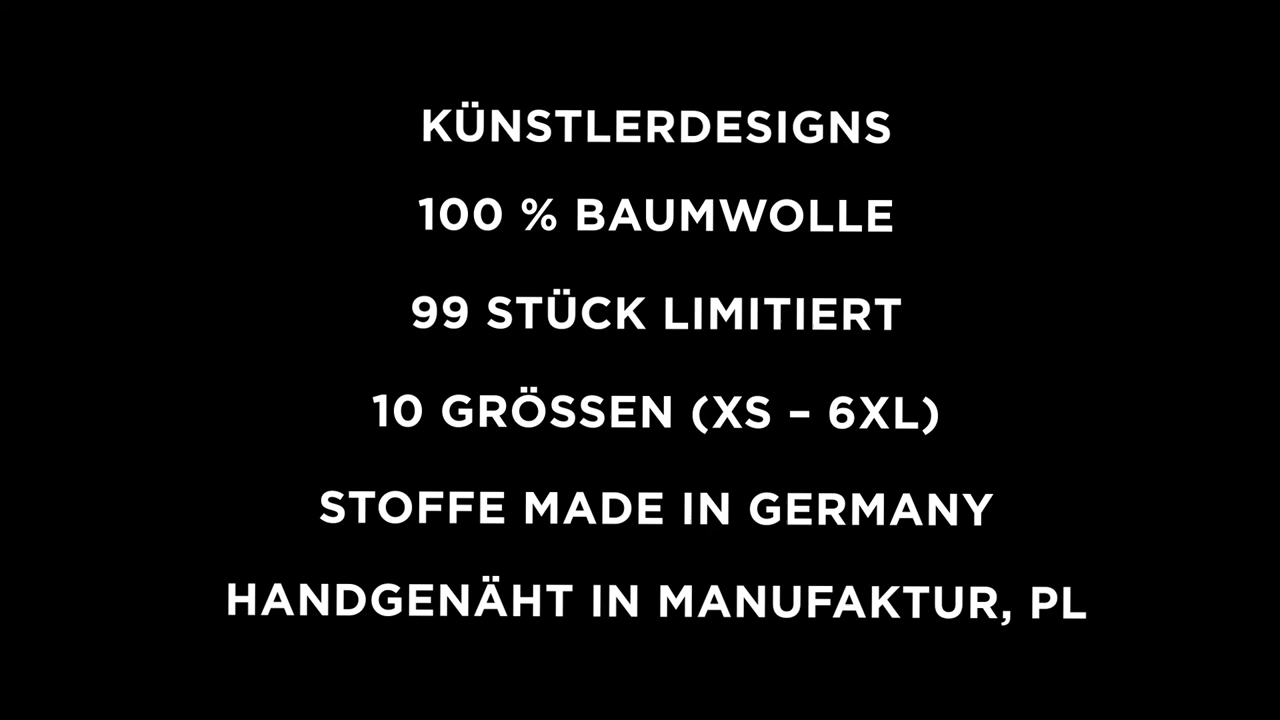 KÜNSTLERDESIGNS
100 % BAUMWOLLE
99 STÜCK LIMITIERT
10 GRÖSSEN (XS – 6XL)
STOFFE MADE IN GERMANY
HANDGENÄHT IN MANUFAKTUR, PL